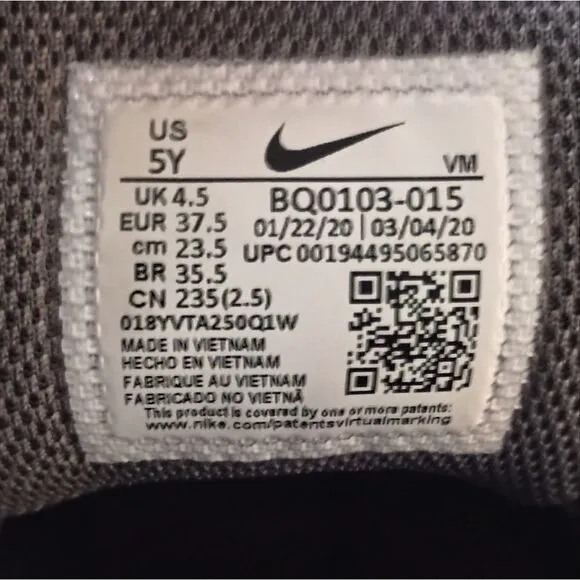 US
5Y
VM
UK 4.5
EUR 37.5
cm 23.5
BR 35.5
CN 235(2.5)
BQ0103-015
01/22/20 | 03/04/20
UPC 00194495065870
018YVTA250Q1W
MADE IN VIETNAM
HECHO EN VIETNAM
FABRIQUE AU VIETNAM
FABRICADO NO VIETNÃ
This product is covered by one or more patents:
www.nike.com/patentsvirtualmarking